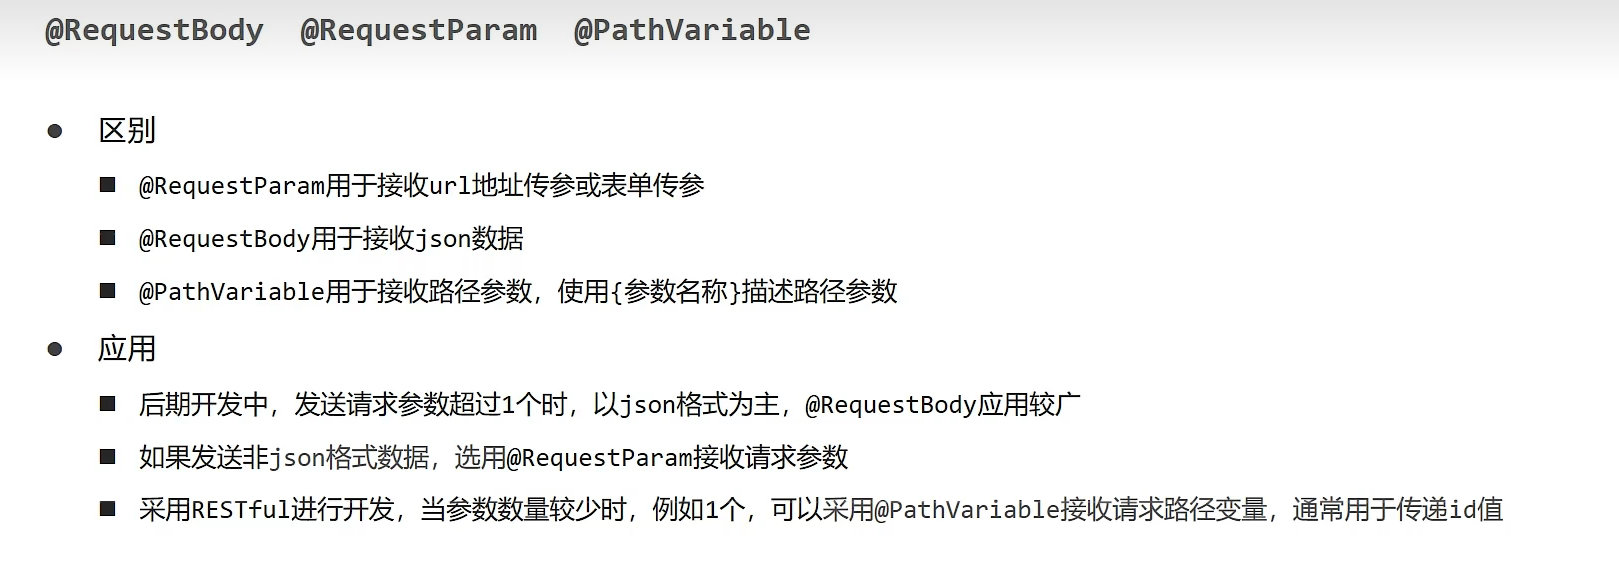 @RequestBody @RequestParam @PathVariable
● 区别
■ @RequestParam用于接收url地址传参或表单传参
■ @RequestBody用于接收json数据
■ @PathVariable用于接收路径参数，使用{参数名称}描述路径参数
● 应用
■ 后期开发中，发送请求参数超过1个时，以json格式为主，@RequestBody应用较广
■ 如果发送非json格式数据，选用@RequestParam接收请求参数
■ 采用RESTful进行开发，当参数数量较少时，例如1个，可以采用@PathVariable接收请求路径变量，通常用于传递id值